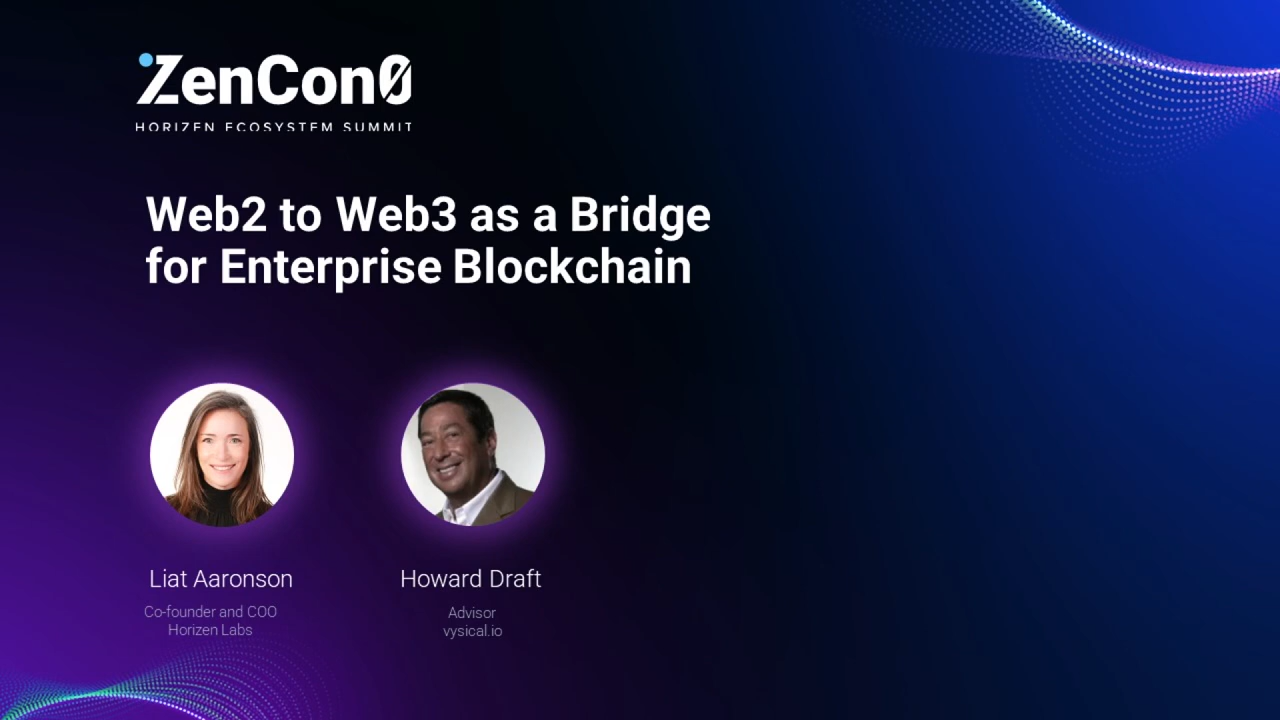 ZenCon0
HORIZEN ECOSYSTEM SUMMIT
Web2 to Web3 as a Bridge
for Enterprise Blockchain
Liat Aaronson
Howard Draft
Co-founder and COO
Horizen Labs
Advisor
vysical.io